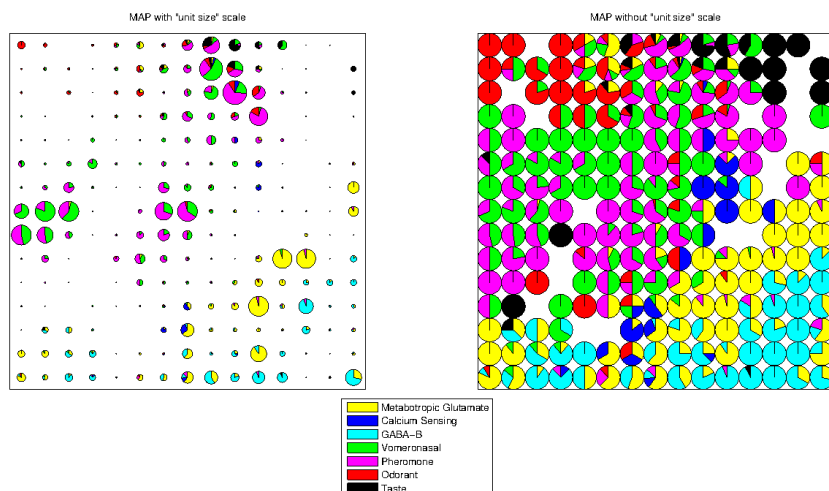 MAP with "unit size" scale
MAP without "unit size" scale
Metabotropic Glutamate
Calcium Sensing
GABA-B
Vomeronasal
Pheromone
Odorant
Taste